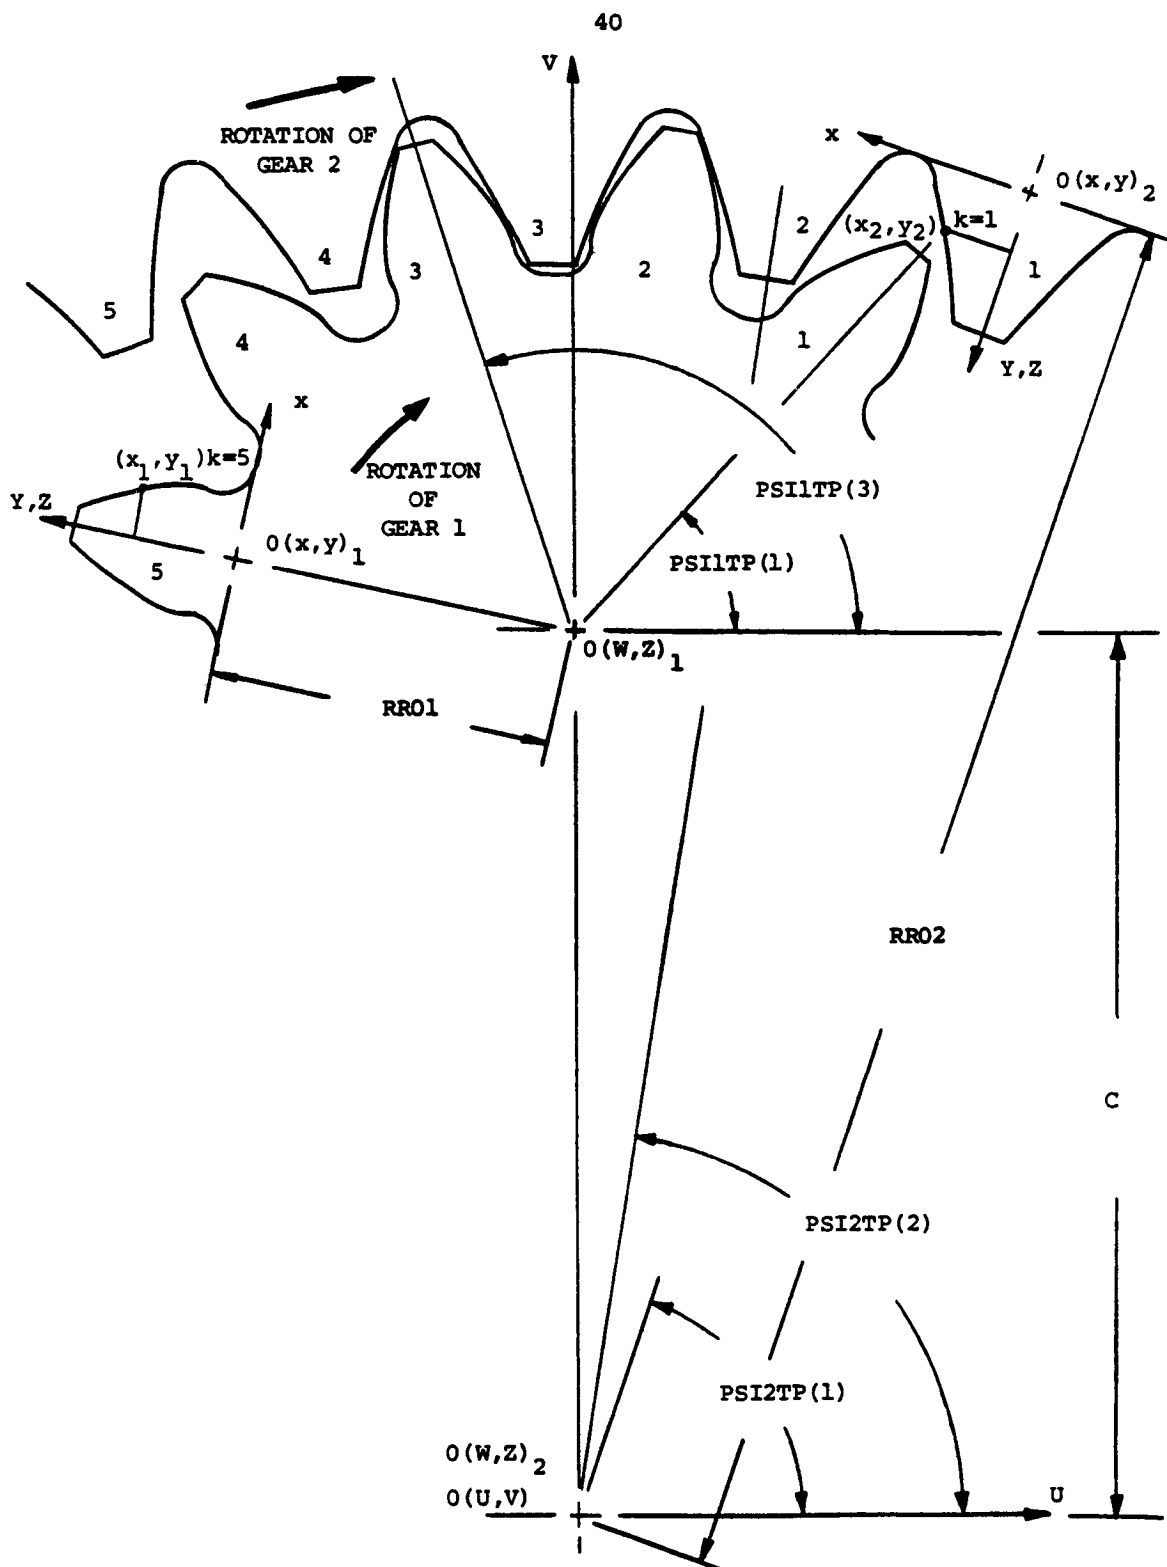 40
V
ROTATION OF
GEAR 2
x
O(x,y)2
(x2,y2) k=1
2
3
4
3
2
1
5
4
1
Y,Z
x
(x1,y1)k=5
ROTATION
OF
GEAR 1
PSI1TP(3)
Y,Z
O(x,y)1
5
PSI1TP(1)
O(W,Z)1
RRO1
RRO2
C
PSI2TP(2)
PSI2TP(1)
O(W,Z)2
O(U,V)
U